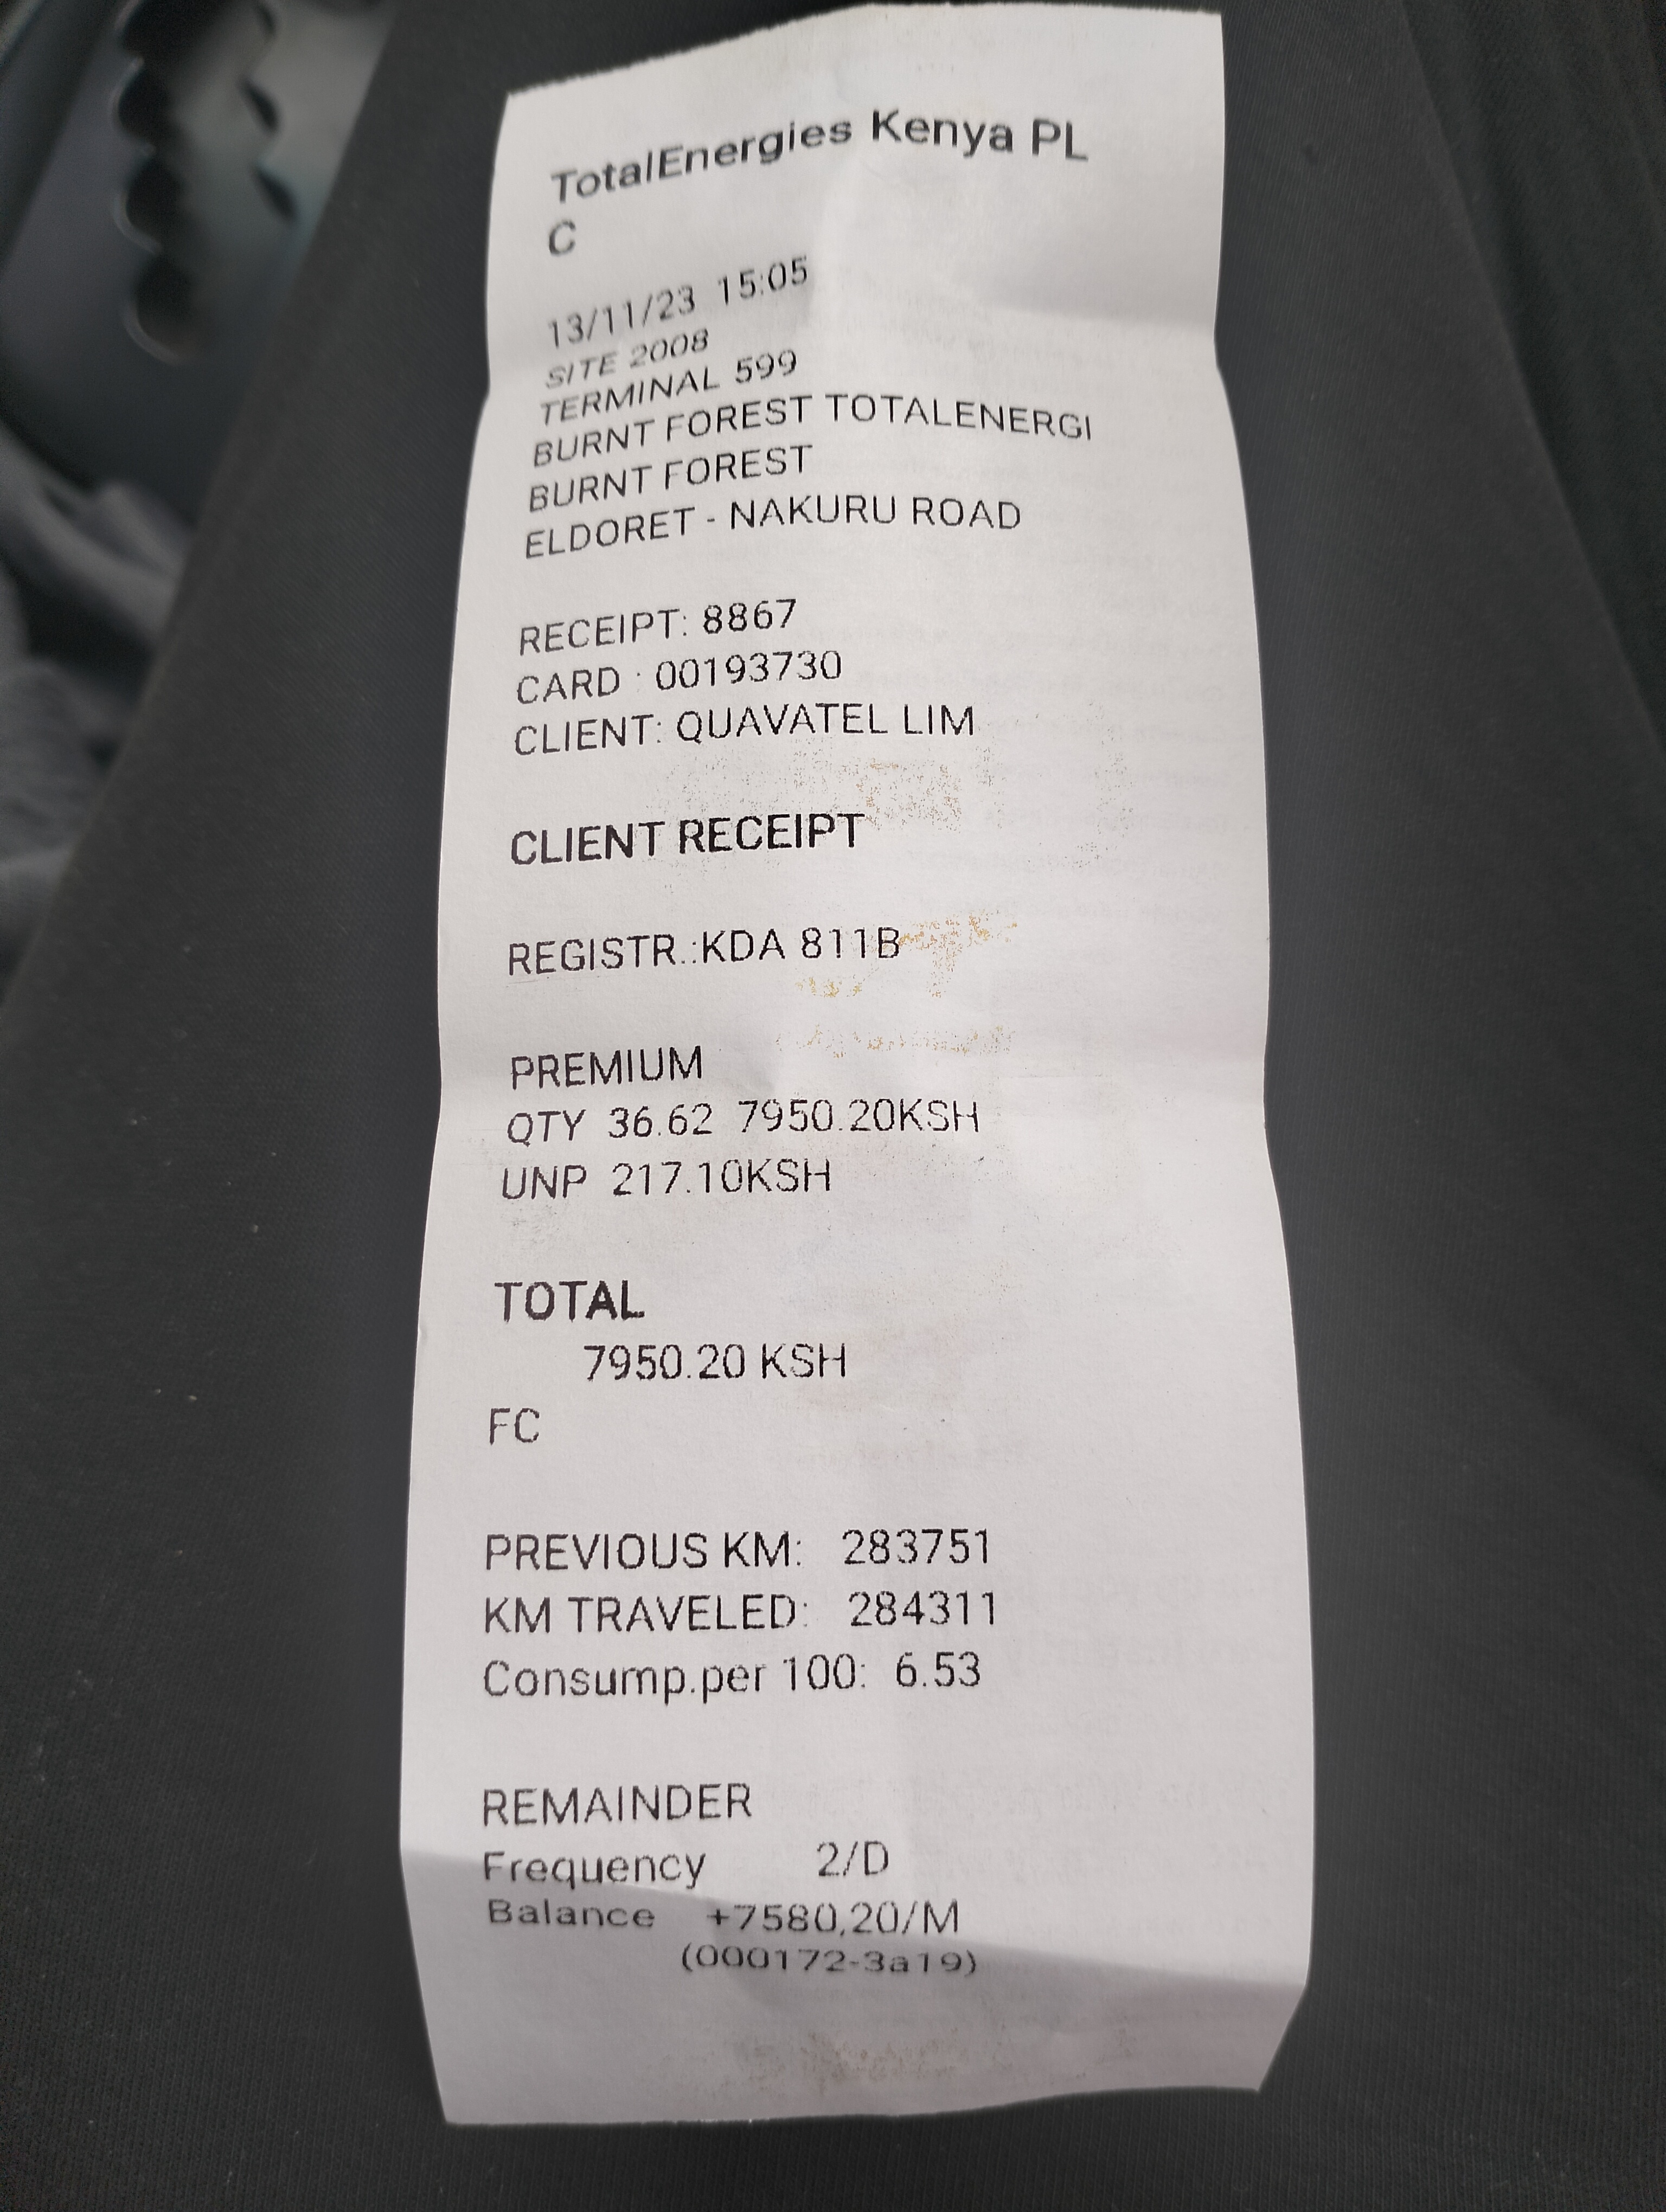 TotalEnergies Kenya PL
C
13/11/23 15:05
SITE 2008
TERMINAL 599
BURNT FOREST TOTALENERGI
BURNT FOREST
ELDORET - NAKURU ROAD
RECEIPT: 8867
CARD : 00193730
CLIENT: QUAVATEL LIM
CLIENT RECEIPT
REGISTR.:KDA 811B
PREMIUM
QTY 36.62 7950.20KSH
UNP 217.10KSH
TOTAL
7950.20 KSH
FC
PREVIOUS KM: 283751
KM TRAVELED: 284311
Consump.per 100: 6.53
REMAINDER
Frequency 2/D
Balance +7580,20/M
(000172-3a19)